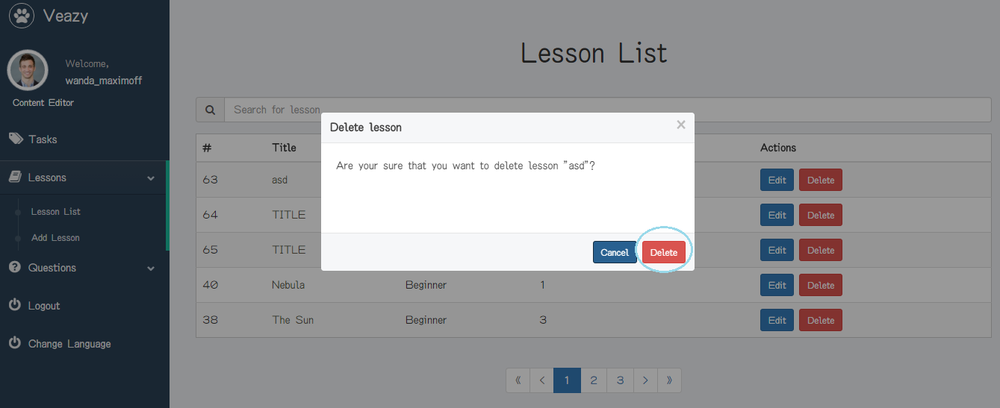 Veazy
Welcome,
wanda_maximoff
Content Editor
Tasks
Lessons
Lesson List
Add Lesson
Questions
Logout
Change Language
Lesson List
Search for lesson
Delete lesson ×
Are your sure that you want to delete lesson "asd"?
Cancel Delete
# Title Actions
63 asd Edit Delete
64 TITLE Edit Delete
65 TITLE Edit Delete
40 Nebula Beginner 1 Edit Delete
38 The Sun Beginner 3 Edit Delete
《 < 1 2 3 > 》